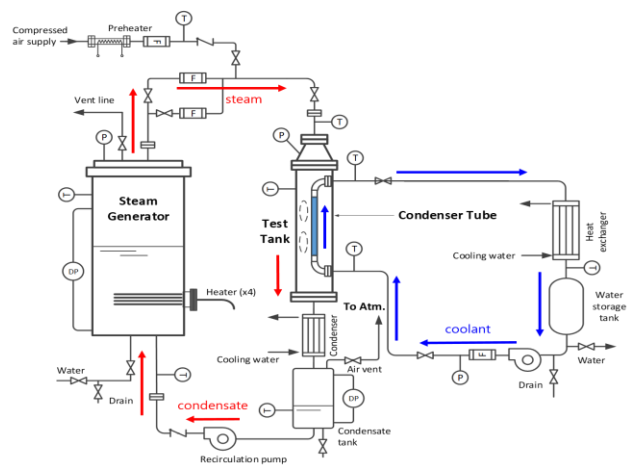 Compressed
air supply
Preheater
T
F
F
F
steam
Vent line
P
T
Steam
Generator
T
DP
Heater (x4)
Water
Drain
T
condensate
Recirculation pump
P
T
T
Test
Tank
T
Condenser Tube
T
Condenser
Cooling water
To Atm.
Air vent
T
DP
Condensate
tank
Heat
exchanger
Cooling water
T
Water
storage
tank
coolant
F
P
Drain
Water